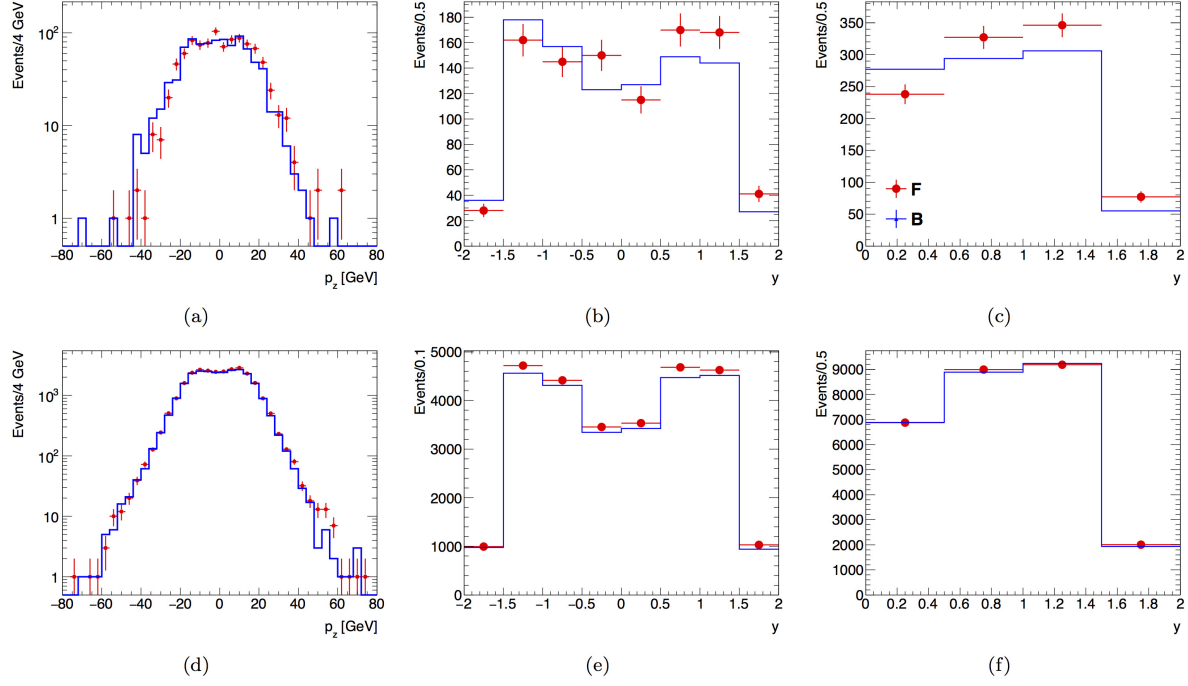 Events/4 GeV
10²
10
1
−80 −60 −40 −20 0 20 40 60 80
p_z [GeV]
(a)
Events/0.5
180
160
140
120
100
80
60
40
20
0
−2 −1.5 −1 −0.5 0 0.5 1 1.5 2
y
(b)
Events/0.5
350
300
250
200
150
100
50
0
F
B
0 0.2 0.4 0.6 0.8 1 1.2 1.4 1.6 1.8 2
y
(c)
Events/4 GeV
10³
10²
10
1
−80 −60 −40 −20 0 20 40 60 80
p_z [GeV]
(d)
Events/0.1
5000
4000
3000
2000
1000
0
−2 −1.5 −1 −0.5 0 0.5 1 1.5 2
y
(e)
Events/0.5
9000
8000
7000
6000
5000
4000
3000
2000
1000
0
0 0.2 0.4 0.6 0.8 1 1.2 1.4 1.6 1.8 2
y
(f)